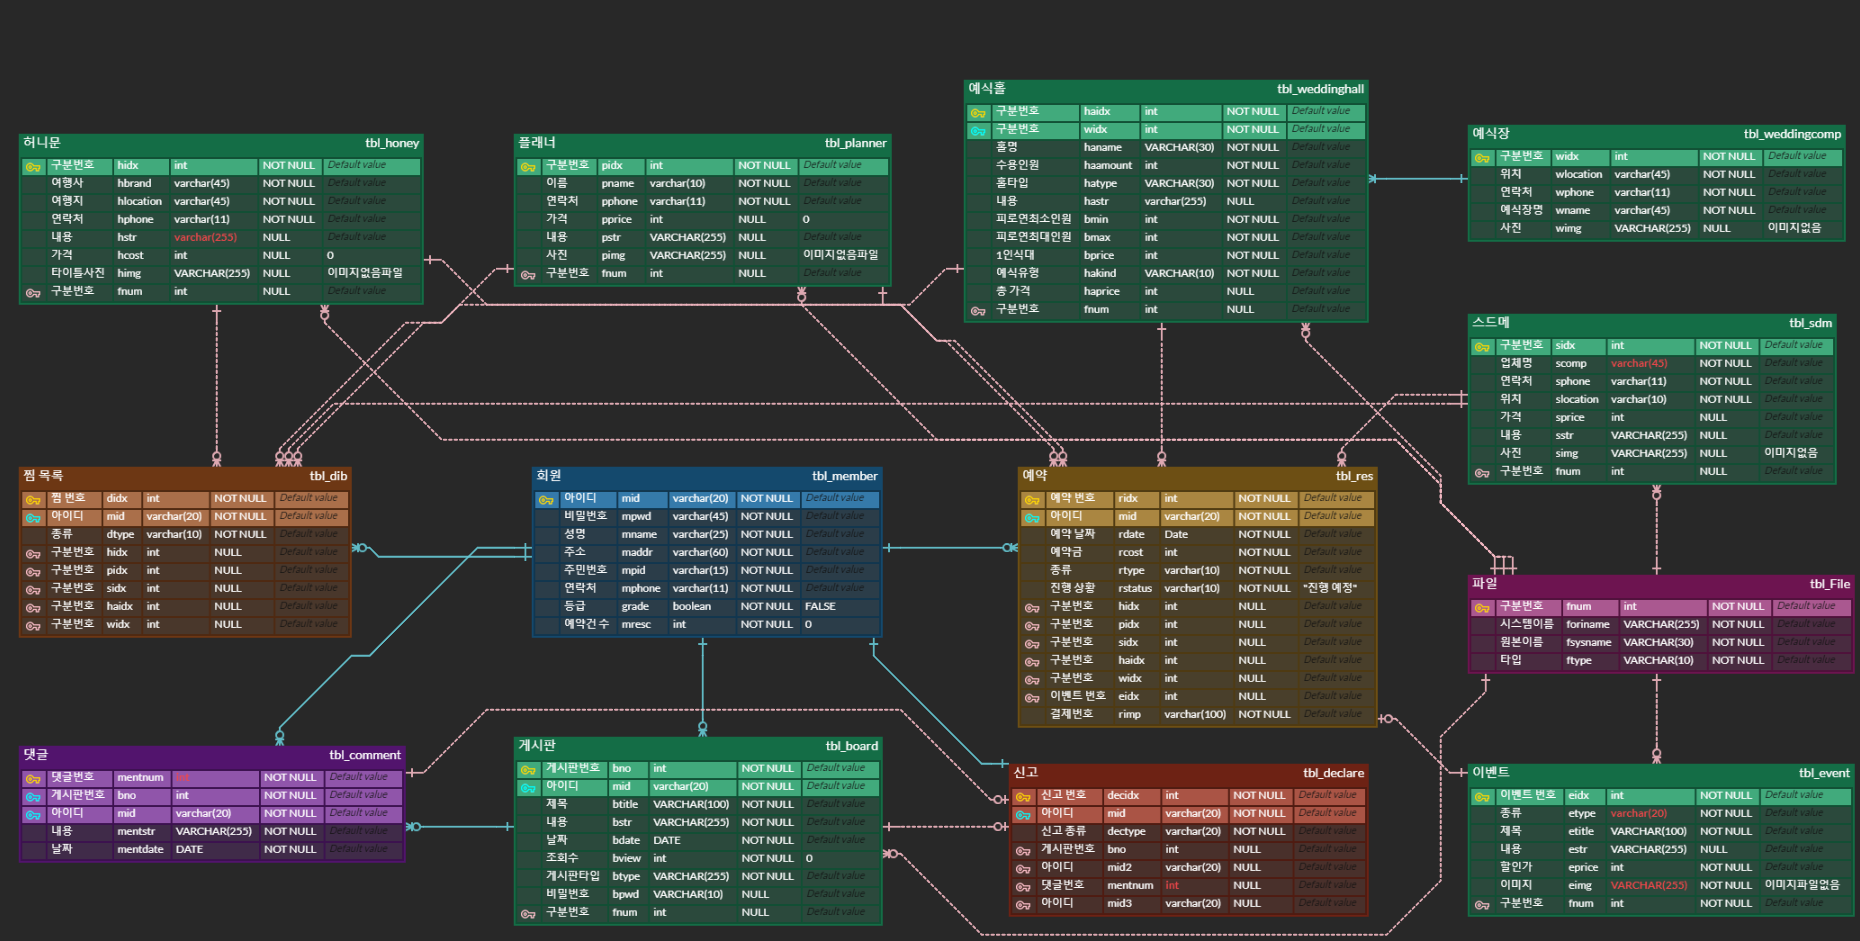 허니문 tbl_honey
구분번호 hidx int NOT NULL Default value
여행사 hbrand varchar(45) NOT NULL Default value
여행지 hlocation varchar(45) NOT NULL Default value
연락처 hphone varchar(11) NOT NULL Default value
내용 hstr varchar(255) NULL Default value
가격 hcost int NULL 0
타이틀사진 himg VARCHAR(255) NULL 이미지없음파일
구분번호 fnum int NULL Default value
플래너 tbl_planner
구분번호 pidx int NOT NULL Default value
이름 pname varchar(10) NOT NULL Default value
연락처 pphone varchar(11) NOT NULL Default value
가격 pprice int NULL 0
내용 pstr VARCHAR(255) NULL Default value
사진 pimg VARCHAR(255) NULL 이미지없음파일
구분번호 fnum int NULL Default value
예식홀 tbl_weddinghall
구분번호 haidx int NOT NULL Default value
구분번호 widx int NOT NULL Default value
홀명 haname VARCHAR(30) NOT NULL Default value
수용인원 haamount int NOT NULL Default value
홀타입 hatype VARCHAR(30) NOT NULL Default value
내용 hastr varchar(255) NULL Default value
피로연최소인원 bmin int NOT NULL Default value
피로연최대인원 bmax int NOT NULL Default value
1인식대 bprice int NOT NULL Default value
예식유형 hakind VARCHAR(10) NOT NULL Default value
총 가격 haprice int NULL Default value
구분번호 fnum int NULL Default value
예식장 tbl_weddingcomp
구분번호 widx int NOT NULL Default value
위치 wlocation varchar(45) NOT NULL Default value
연락처 wphone varchar(11) NOT NULL Default value
예식장명 wname varchar(45) NOT NULL Default value
사진 wimg VARCHAR(255) NULL 이미지없음
스드메 tbl_sdm
구분번호 sidx int NOT NULL Default value
업체명 scomp varchar(45) NOT NULL Default value
연락처 sphone varchar(11) NOT NULL Default value
위치 slocation varchar(10) NOT NULL Default value
가격 sprice int NULL Default value
내용 sstr VARCHAR(255) NULL Default value
사진 simg VARCHAR(255) NULL 이미지없음
구분번호 fnum int NULL Default value
찜 목록 tbl_dib
찜 번호 didx int NOT NULL Default value
아이디 mid varchar(20) NOT NULL Default value
종류 dtype varchar(10) NOT NULL Default value
구분번호 hidx int NULL Default value
구분번호 pidx int NULL Default value
구분번호 sidx int NULL Default value
구분번호 haidx int NULL Default value
구분번호 widx int NULL Default value
회원 tbl_member
아이디 mid varchar(20) NOT NULL Default value
비밀번호 mpwd varchar(45) NOT NULL Default value
성명 mname varchar(25) NOT NULL Default value
주소 maddr varchar(60) NOT NULL Default value
주민번호 mpid varchar(15) NOT NULL Default value
연락처 mphone varchar(11) NOT NULL Default value
등급 grade boolean NOT NULL FALSE
예약건 수 mresc int NOT NULL 0
예약 tbl_res
예약 번호 ridx int NOT NULL Default value
아이디 mid varchar(20) NOT NULL Default value
예약 날짜 rdate Date NOT NULL Default value
예약금 rcost int NOT NULL Default value
종류 rtype varchar(10) NOT NULL Default value
진행 상황 rstatus varchar(10) NOT NULL "진행 예정"
구분번호 hidx int NULL Default value
구분번호 pidx int NULL Default value
구분번호 sidx int NULL Default value
구분번호 haidx int NULL Default value
구분번호 widx int NULL Default value
이벤트 번호 eidx int NULL Default value
결제번호 rimp varchar(100) NOT NULL Default value
파일 tbl_File
구분번호 fnum int NOT NULL Default value
시스템이름 foriname VARCHAR(255) NOT NULL Default value
원본이름 fsysname VARCHAR(30) NOT NULL Default value
타입 ftype VARCHAR(10) NOT NULL Default value
댓글 tbl_comment
댓글번호 mentnum int NOT NULL Default value
게시판번호 bno int NOT NULL Default value
아이디 mid varchar(20) NOT NULL Default value
내용 mentstr VARCHAR(255) NOT NULL Default value
날짜 mentdate DATE NOT NULL Default value
게시판 tbl_board
게시판번호 bno int NOT NULL Default value
아이디 mid varchar(20) NOT NULL Default value
제목 btitle VARCHAR(100) NOT NULL Default value
내용 bstr VARCHAR(255) NOT NULL Default value
날짜 bdate DATE NOT NULL Default value
조회수 bview int NOT NULL 0
게시판타입 btype VARCHAR(255) NOT NULL Default value
비밀번호 bpwd VARCHAR(10) NULL Default value
구분번호 fnum int NULL Default value
신고 tbl_declare
신고 번호 decidx int NOT NULL Default value
아이디 mid varchar(20) NOT NULL Default value
신고 종류 dectype varchar(20) NOT NULL Default value
게시판번호 bno int NULL Default value
아이디 mid2 varchar(20) NULL Default value
댓글번호 mentnum int NULL Default value
아이디 mid3 varchar(20) NULL Default value
이벤트 tbl_event
이벤트 번호 eidx int NOT NULL Default value
종류 etype varchar(20) NOT NULL Default value
제목 etitle VARCHAR(100) NOT NULL Default value
내용 estr VARCHAR(255) NULL Default value
할인가 eprice int NOT NULL Default value
이미지 eimg VARCHAR(255) NOT NULL 이미지파일없음
구분번호 fnum int NOT NULL Default value